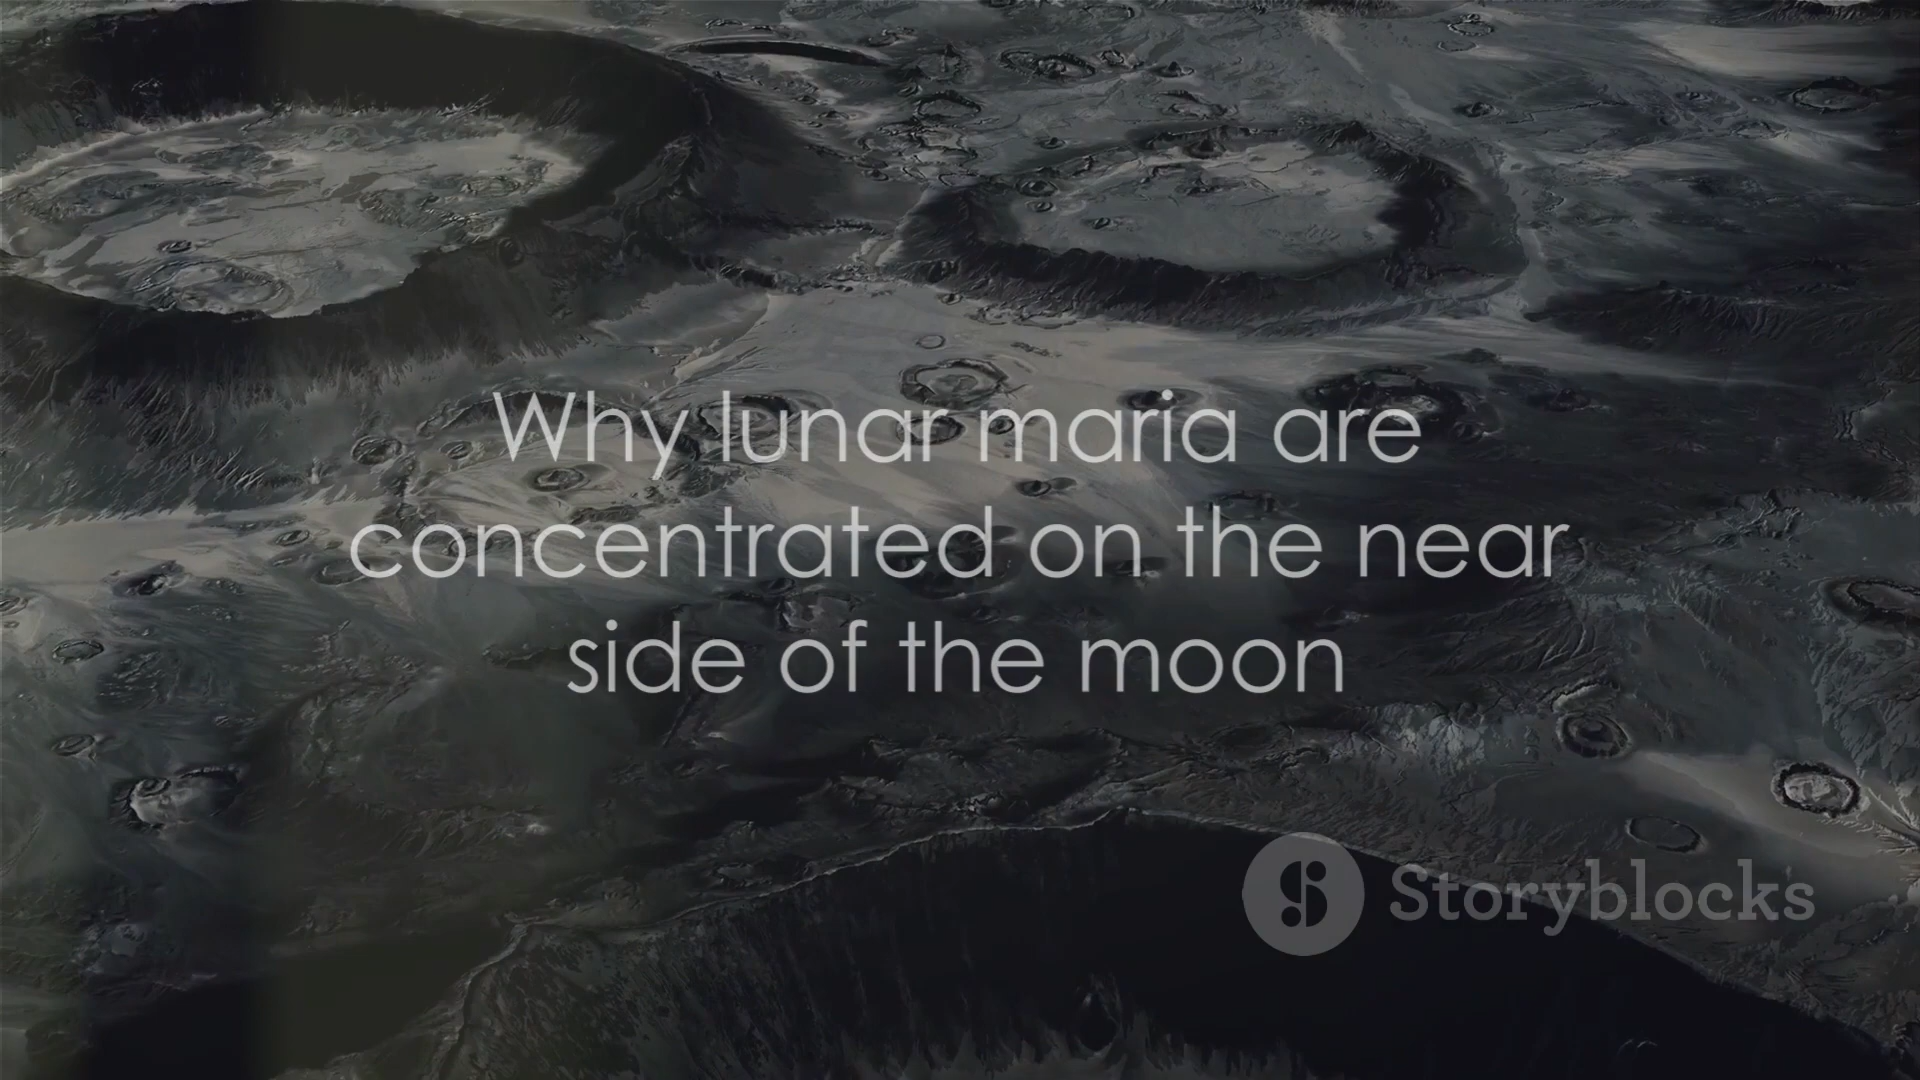 Why lunar maria are
concentrated on the near
side of the moon
Storyblocks